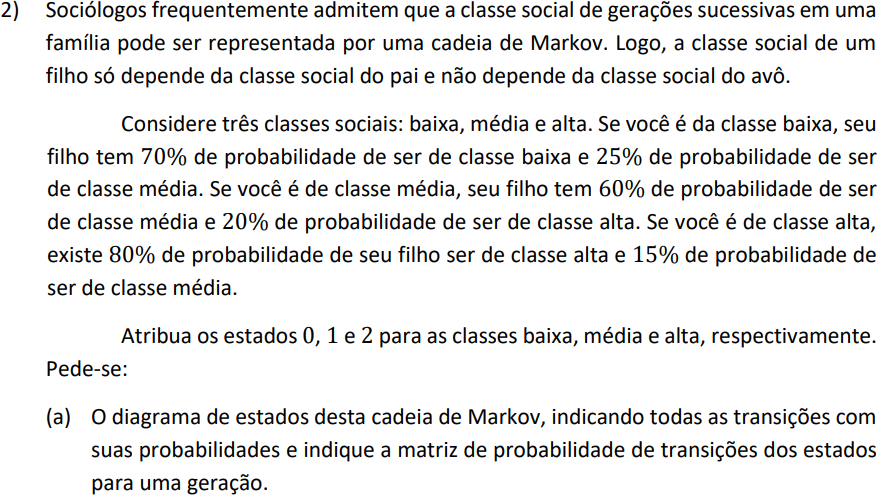 2) Sociólogos frequentemente admitem que a classe social de gerações sucessivas em uma
família pode ser representada por uma cadeia de Markov. Logo, a classe social de um
filho só depende da classe social do pai e não depende da classe social do avô.
Considere três classes sociais: baixa, média e alta. Se você é da classe baixa, seu
filho tem 70% de probabilidade de ser de classe baixa e 25% de probabilidade de ser
de classe média. Se você é de classe média, seu filho tem 60% de probabilidade de ser
de classe média e 20% de probabilidade de ser de classe alta. Se você é de classe alta,
existe 80% de probabilidade de seu filho ser de classe alta e 15% de probabilidade de
ser de classe média.
Atribua os estados 0, 1 e 2 para as classes baixa, média e alta, respectivamente.
Pede-se:
(a) O diagrama de estados desta cadeia de Markov, indicando todas as transições com
suas probabilidades e indique a matriz de probabilidade de transições dos estados
para uma geração.